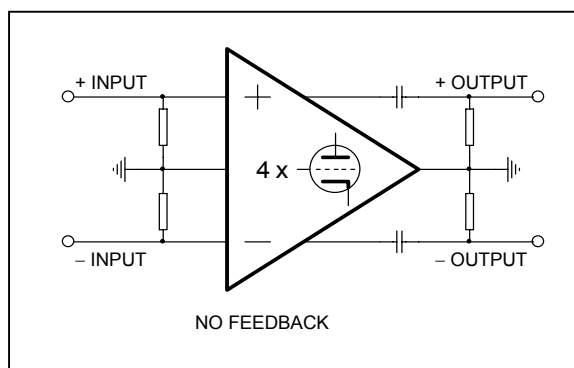 + INPUT
+ OUTPUT
+
4 x
−
− INPUT
− OUTPUT
NO FEEDBACK